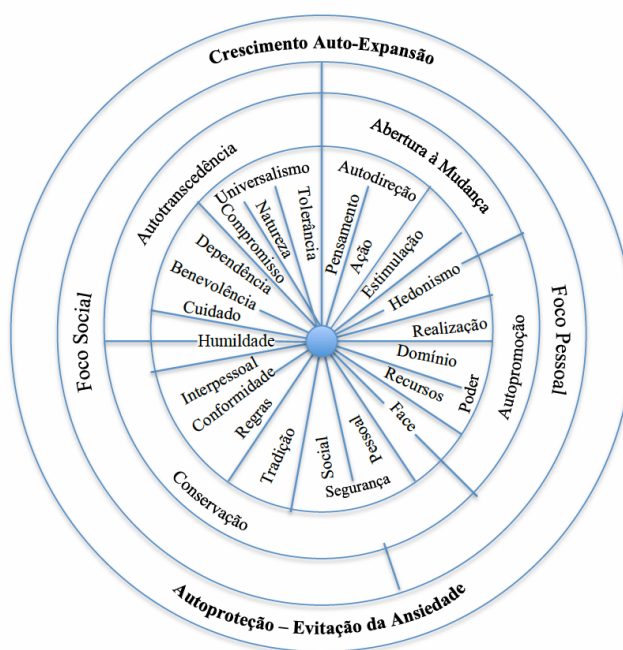 Crescimento Auto-Expansão
Autotranscedência
Abertura à Mudança
Universalismo
Compromisso
Natureza
Tolerância
Pensamento
Autodireção
Ação
Estimulação
Hedonismo
Dependência
Benevolência
Cuidado
Humildade
Realização
Domínio
Recursos
Poder
Face
Foco Social
Foco Pessoal
Autopromoção
Interpessoal
Conformidade
Regras
Tradição
Social
Pessoal
Segurança
Conservação
Autoproteção – Evitação da Ansiedade